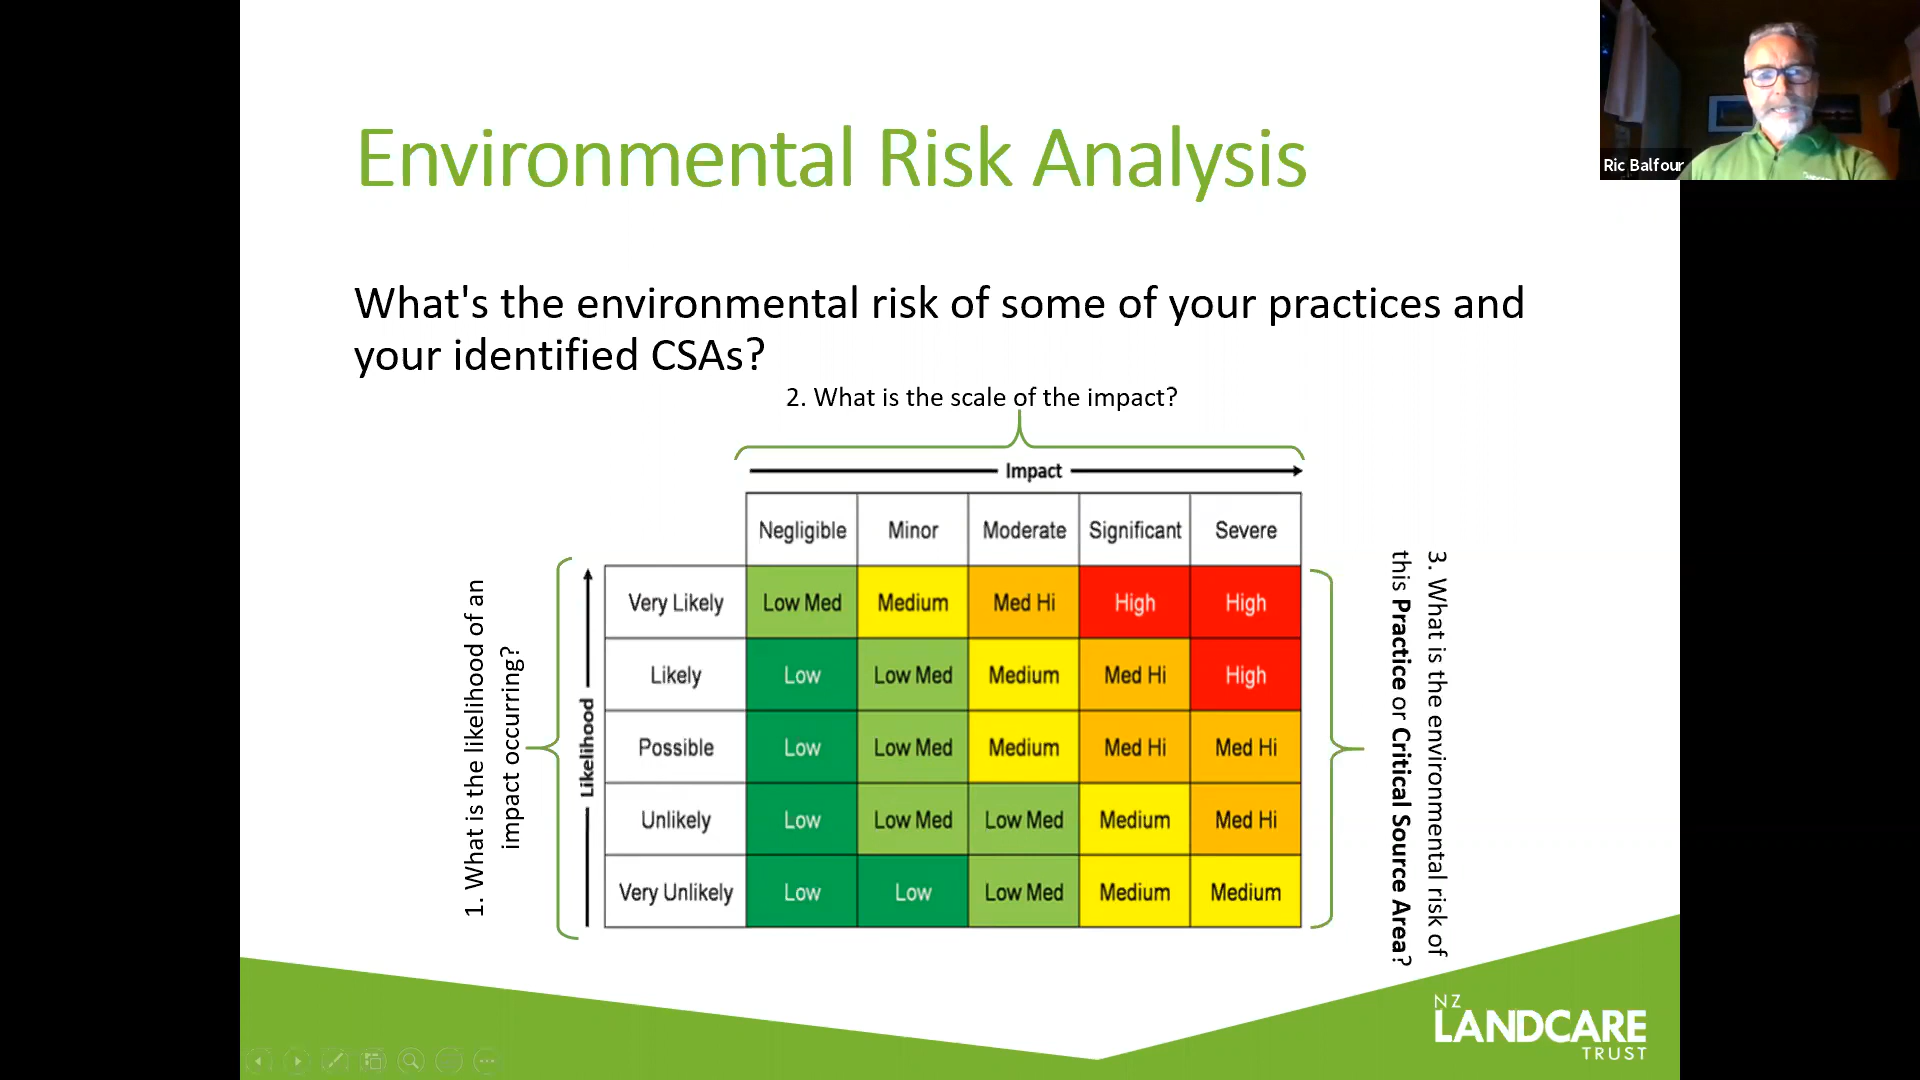 Environmental Risk Analysis
Ric Balfour
What's the environmental risk of some of your practices and
your identified CSAs?
2. What is the scale of the impact?
Impact
Negligible Minor Moderate Significant Severe
1. What is the likelihood of an
impact occurring?
Likelihood
Very Likely Low Med Medium Med Hi High High
Likely Low Low Med Medium Med Hi High
Possible Low Low Med Medium Med Hi Med Hi
Unlikely Low Low Med Low Med Medium Med Hi
Very Unlikely Low Low Low Med Medium Medium
3. What is the environmental risk of
this Practice or Critical Source Area?
NZ
LANDCARE
TRUST